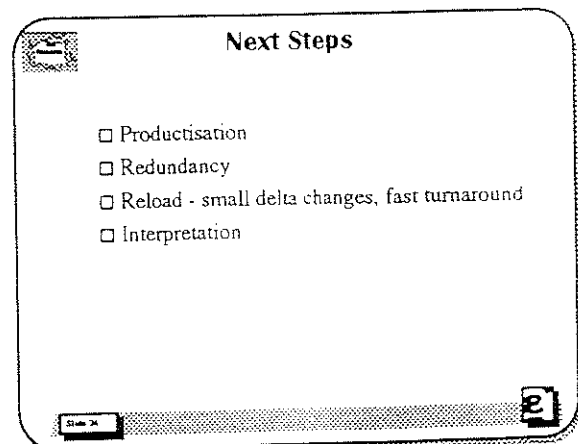 Next Steps
Productisation
Redundancy
Reload - small delta changes, fast turnaround
Interpretation